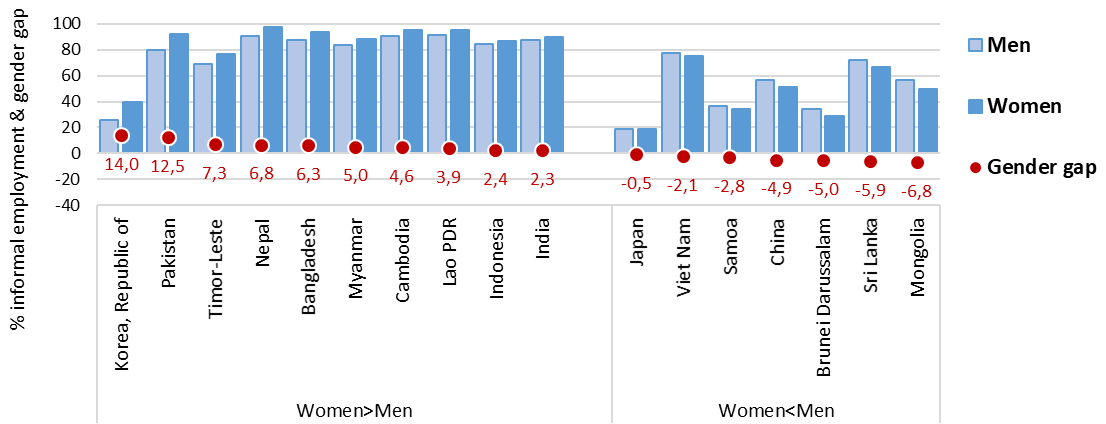 % informal employment & gender gap
100
80
60
40
20
0
-20
-40
14,0
12,5
7,3
6,8
6,3
5,0
4,6
3,9
2,4
2,3
-0,5
-2,1
-2,8
-4,9
-5,0
-5,9
-6,8
Korea, Republic of
Pakistan
Timor-Leste
Nepal
Bangladesh
Myanmar
Cambodia
Lao PDR
Indonesia
India
Japan
Viet Nam
Samoa
China
Brunei Darussalam
Sri Lanka
Mongolia
Women>Men
Women<Men
Men
Women
Gender gap